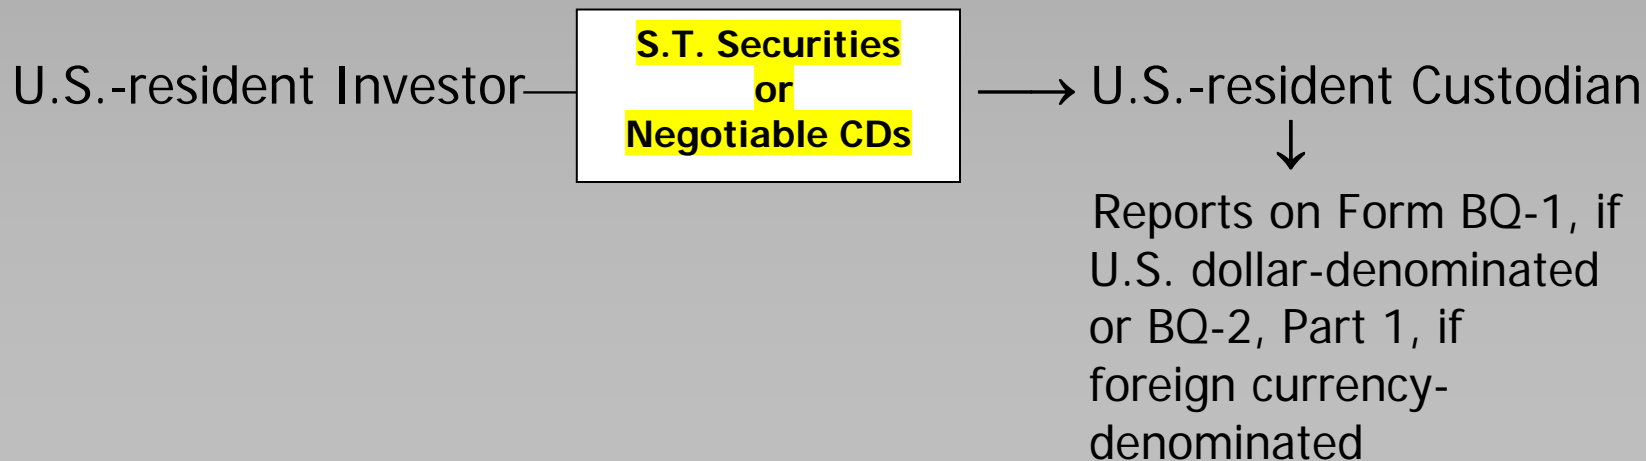 U.S.-resident Investor
S.T. Securities
or
Negotiable CDs
U.S.-resident Custodian
Reports on Form BQ-1, if
U.S. dollar-denominated
or BQ-2, Part 1, if
foreign currency-
denominated